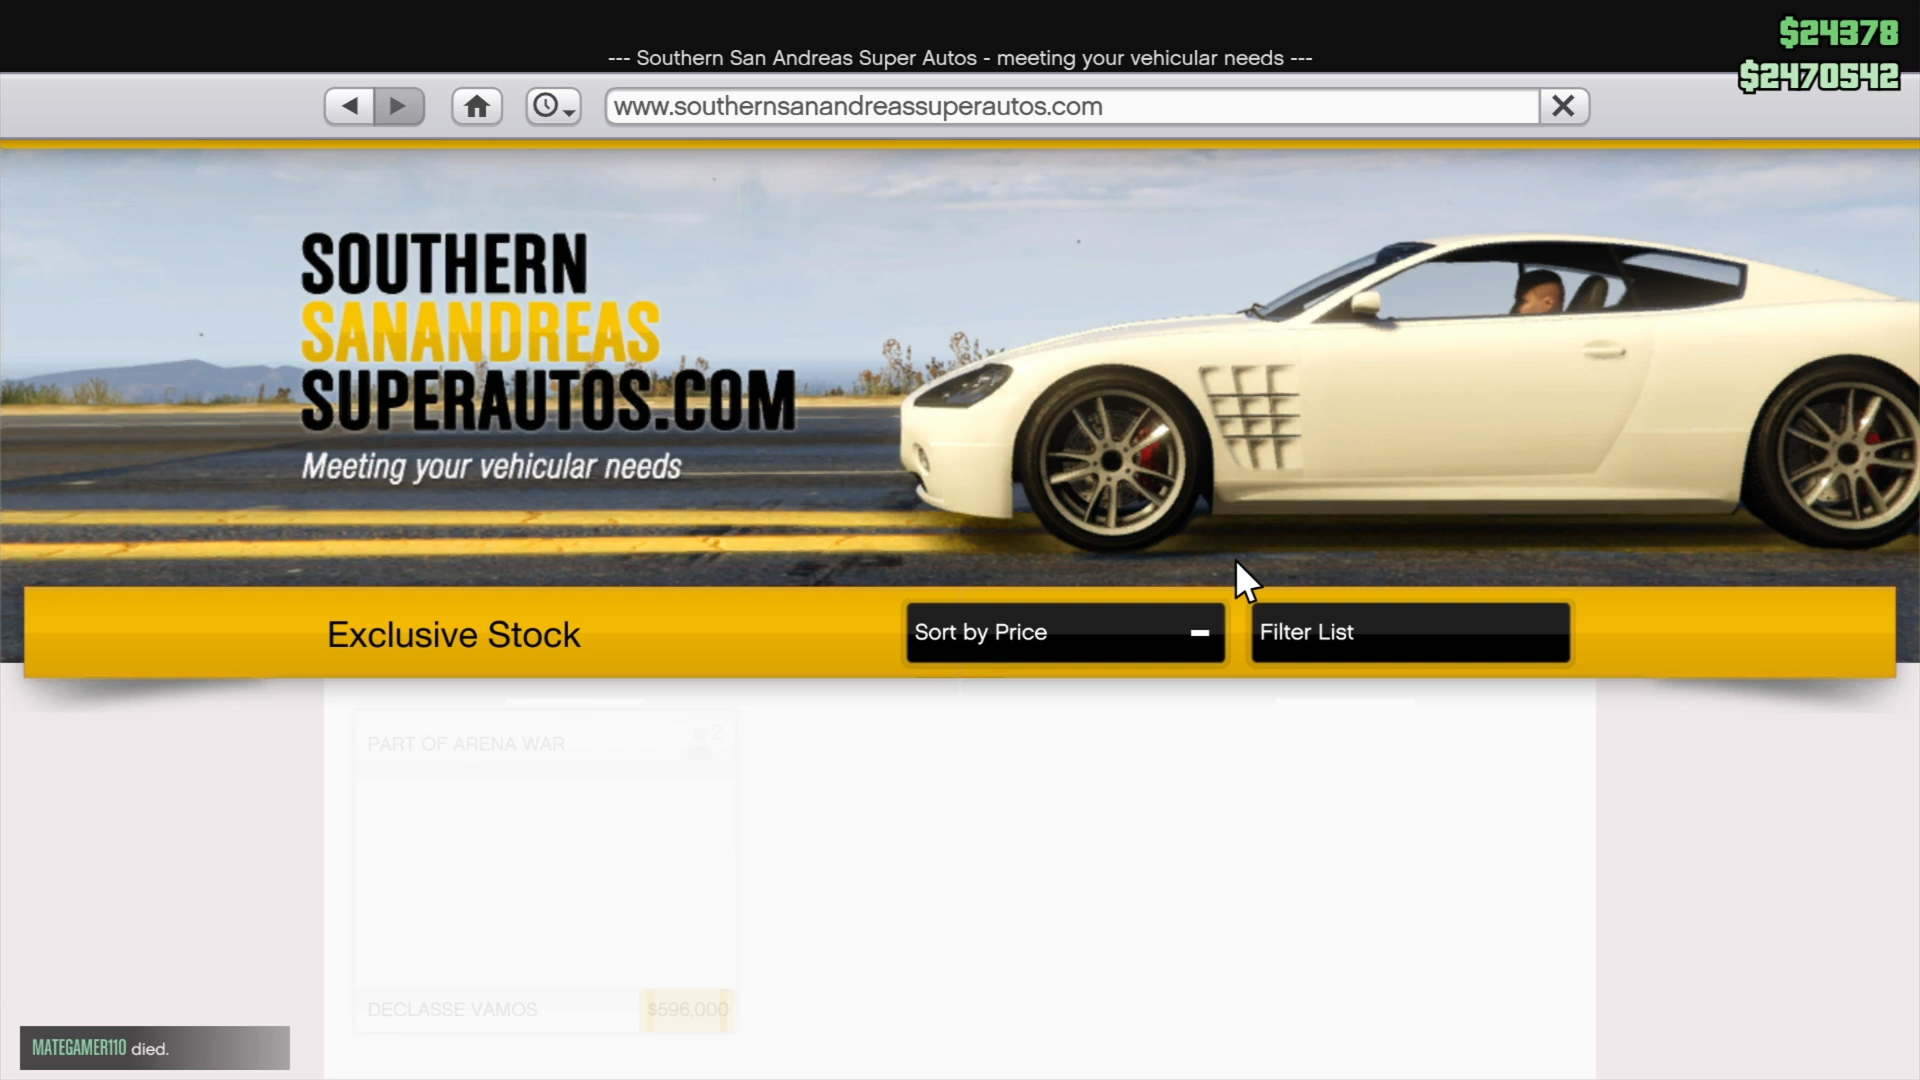 $24378
--- Southern San Andreas Super Autos - meeting your vehicular needs ---
$2470542
www.southernsanandreassuperautos.com
SOUTHERN
SANANDREAS
SUPERAUTOS.COM
Meeting your vehicular needs
Exclusive Stock
Sort by Price
Filter List
PART OF ARENA WAR
2
DECLASSE VAMOS
$596,000
MATEGAMER110 died.